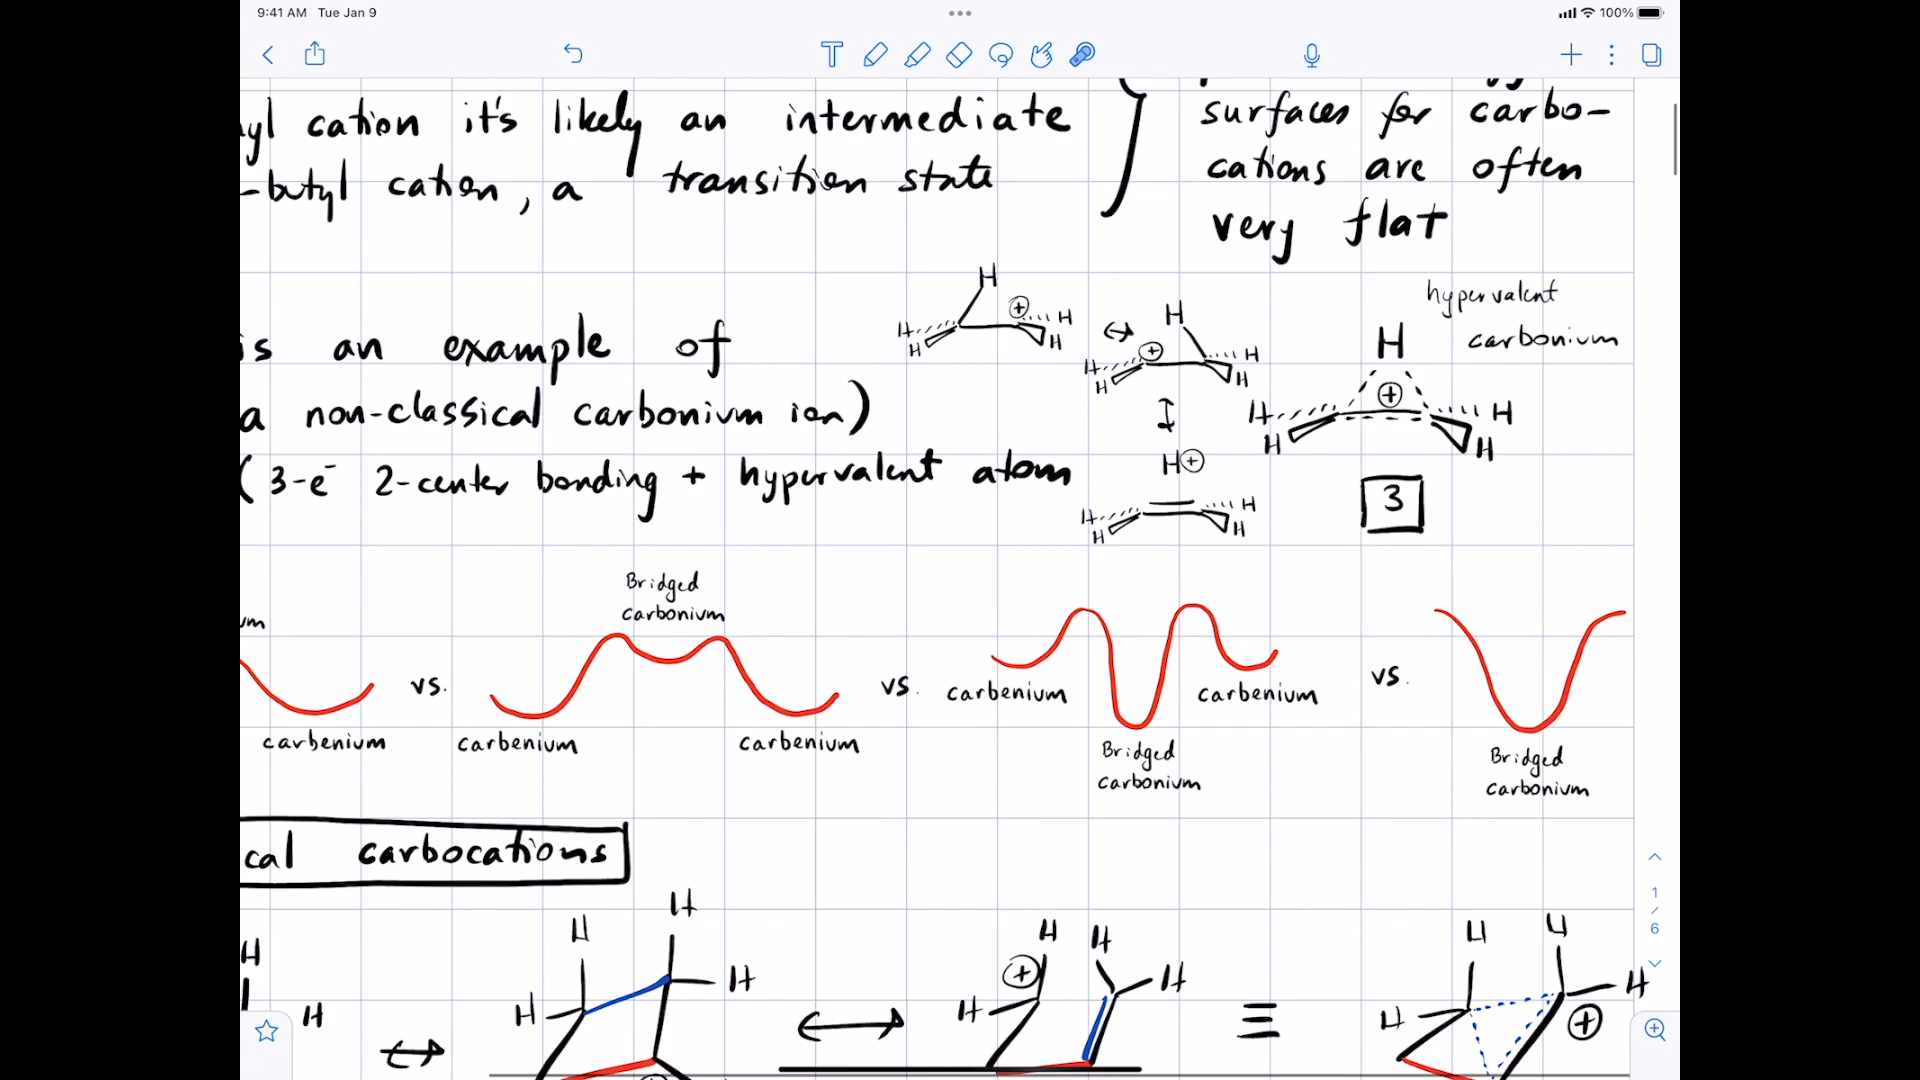 9:41 AM Tue Jan 9
100%
yl cation it's likely an intermediate
-butyl cation, a transition state
surfaces for carbo-
cations are often
very flat
is an example of
a non-classical carbonium ion)
(3-e⁻ 2-center bonding + hypervalent atom
H
⊕
H H
H H
↔
H
⊕
H H
H H
H⊕
H H
H H
hypervalent
carbonium
H
⊕
H H
H H
3
um
carbenium
vs.
Bridged
carbonium
carbenium
carbenium
vs.
carbenium
carbenium
Bridged
carbonium
vs.
Bridged
carbonium
cal carbocations
H
H
↔
H H
H H
↔
⊕ H H
H H
≡
H H
H H
⊕
1
/
6